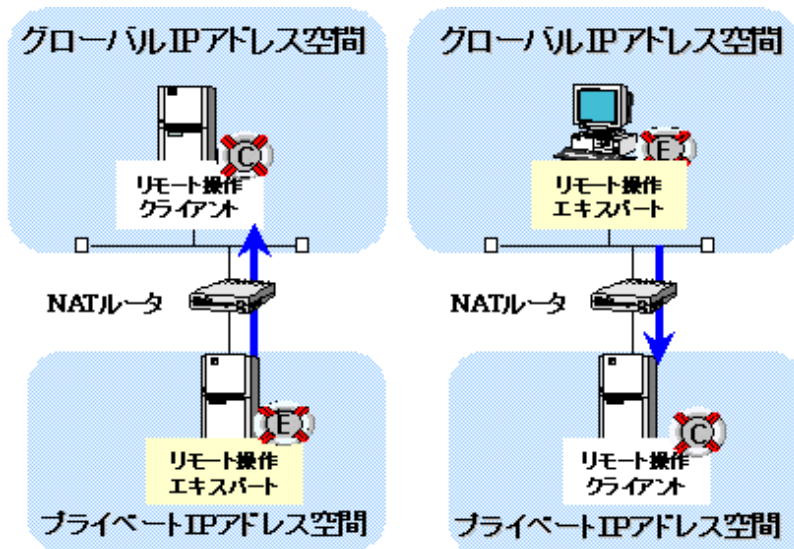 グローバルIPアドレス空間
C
リモート操作
クライアント
NATルータ
E
リモート操作
エキスパート
プライベートIPアドレス空間
グローバルIPアドレス空間
E
リモート操作
エキスパート
NATルータ
C
リモート操作
クライアント
プライベートIPアドレス空間